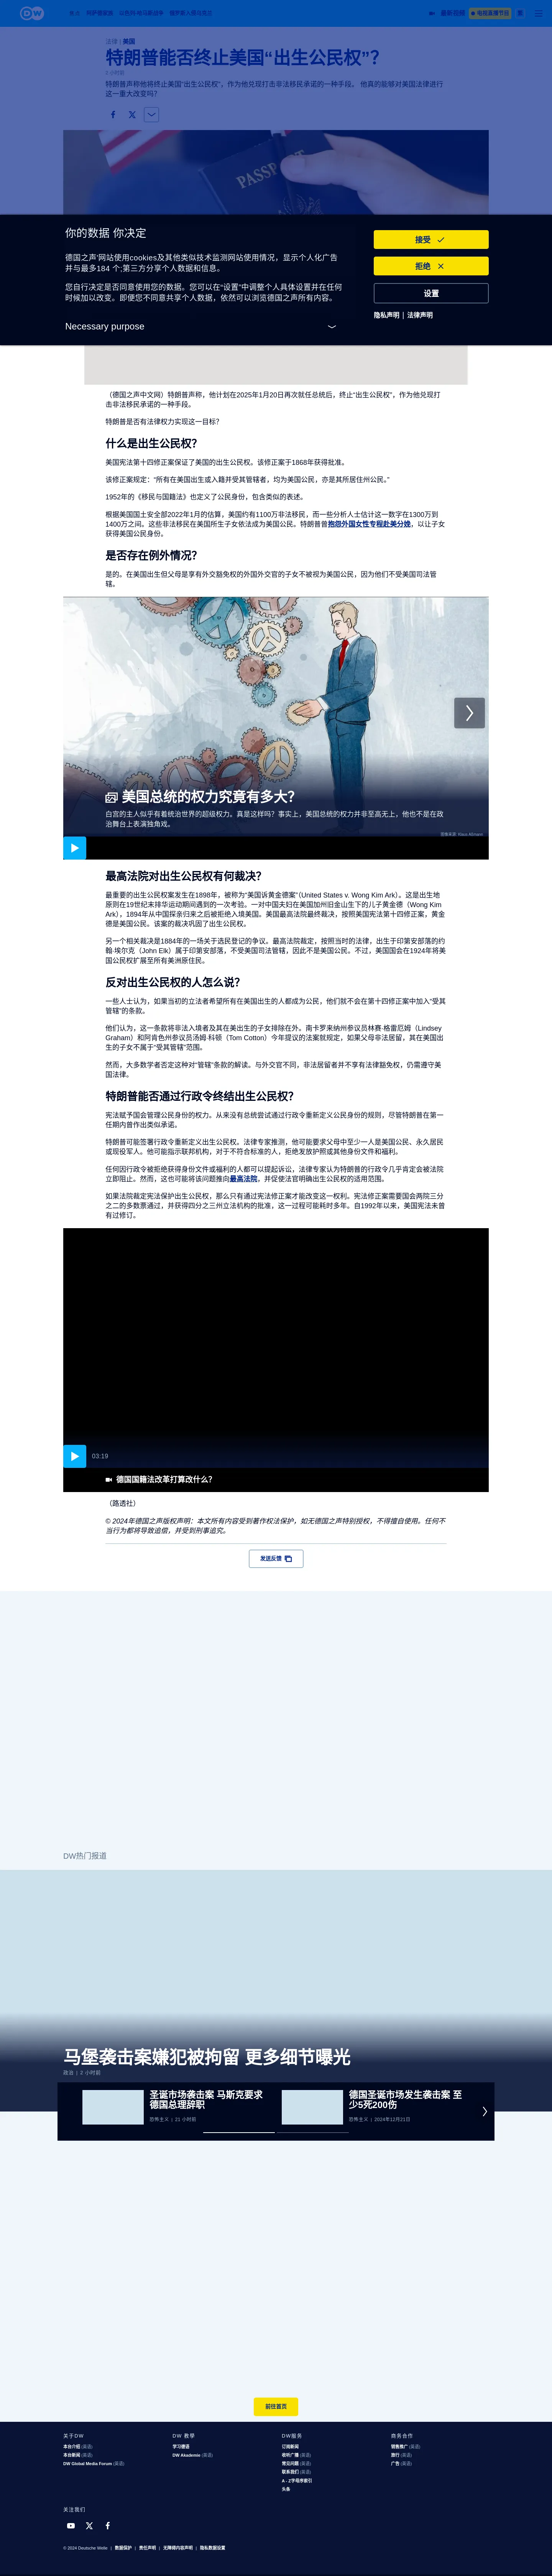 特朗普能否终止美国“出生公民权”？
法律 | 美国
2 小时前
特朗普声称他将终止美国“出生公民权”，作为他兑现打击非法移民承诺的一种手段。 他真的能够对美国法律进行
这一重大改变吗？
PASSPORT
你的数据 你决定
德国之声'网站使用cookies及其他类似技术监测网站使用情况，显示个人化广告
并与最多184 个;第三方分享个人数据和信息。
您自行决定是否同意使用您的数据。您可以在“设置”中调整个人具体设置并在任何
时候加以改变。即便您不同意共享个人数据，依然可以浏览德国之声所有内容。
Necessary purpose
接受
拒绝
设置
隐私声明 | 法律声明
（德国之声中文网）特朗普声称，他计划在2025年1月20日再次就任总统后，终止“出生公民权”，作为他兑现打
击非法移民承诺的一种手段。
特朗普是否有法律权力实现这一目标？
什么是出生公民权？
美国宪法第十四修正案保证了美国的出生公民权。该修正案于1868年获得批准。
该修正案规定：“所有在美国出生或入籍并受其管辖者，均为美国公民，亦是其所居住州公民。”
1952年的《移民与国籍法》也定义了公民身份，包含类似的表述。
根据美国国土安全部2022年1月的估算，美国约有1100万非法移民，而一些分析人士估计这一数字在1300万到
1400万之间。这些非法移民在美国所生子女依法成为美国公民。特朗普曾抱怨外国女性专程赴美分娩，以让子女
获得美国公民身份。
是否存在例外情况？
是的。在美国出生但父母是享有外交豁免权的外国外交官的子女不被视为美国公民，因为他们不受美国司法管
辖。
美国总统的权力究竟有多大？
白宫的主人似乎有着统治世界的超级权力。真是这样吗？事实上，美国总统的权力并非至高无上，他也不是在政
治舞台上表演独角戏。
图像来源: Klaus Aßmann
最高法院对出生公民权有何裁决？
最重要的出生公民权案发生在1898年，被称为“美国诉黄金德案”（United States v. Wong Kim Ark）。这是出生地
原则在19世纪末排华运动期间遇到的一次考验。一对中国夫妇在美国加州旧金山生下的儿子黄金德（Wong Kim
Ark），1894年从中国探亲归来之后被拒绝入境美国。美国最高法院最终裁决，按照美国宪法第十四修正案，黄金
德是美国公民。该案的裁决巩固了出生公民权。
另一个相关裁决是1884年的一场关于选民登记的争议。最高法院裁定，按照当时的法律，出生于印第安部落的约
翰·埃尔克（John Elk）属于印第安部落，不受美国司法管辖，因此不是美国公民。不过，美国国会在1924年将美
国公民权扩展至所有美洲原住民。
反对出生公民权的人怎么说？
一些人士认为，如果当初的立法者希望所有在美国出生的人都成为公民，他们就不会在第十四修正案中加入“受其
管辖”的条款。
他们认为，这一条款将非法入境者及其在美出生的子女排除在外。南卡罗来纳州参议员林赛·格雷厄姆（Lindsey
Graham）和阿肯色州参议员汤姆·科顿（Tom Cotton）今年提议的法案就规定，如果父母非法居留，其在美国出
生的子女不属于“受其管辖”范围。
然而，大多数学者否定这种对“管辖”条款的解读。与外交官不同，非法居留者并不享有法律豁免权，仍需遵守美
国法律。
特朗普能否通过行政令终结出生公民权？
宪法赋予国会管理公民身份的权力。从来没有总统尝试通过行政令重新定义公民身份的规则，尽管特朗普在第一
任期内曾作出类似承诺。
特朗普可能签署行政令重新定义出生公民权。法律专家推测，他可能要求父母中至少一人是美国公民、永久居民
或现役军人。他可能指示联邦机构，对于不符合标准的人，拒绝发放护照或其他身份文件和福利。
任何因行政令被拒绝获得身份文件或福利的人都可以提起诉讼，法律专家认为特朗普的行政令几乎肯定会被法院
立即阻止。然而，这也可能将该问题推向最高法院，并促使法官明确出生公民权的适用范围。
如果法院裁定宪法保护出生公民权，那么只有通过宪法修正案才能改变这一权利。宪法修正案需要国会两院三分
之二的多数票通过，并获得四分之三州立法机构的批准，这一过程可能耗时多年。自1992年以来，美国宪法未曾
有过修订。
03:19
德国国籍法改革打算改什么？
（路透社）
© 2024年德国之声版权声明：本文所有内容受到著作权法保护，如无德国之声特别授权，不得擅自使用。任何不
当行为都将导致追偿，并受到刑事追究。
发送反馈
DW热门报道
马堡袭击案嫌犯被拘留 更多细节曝光
政治 | 2 小时前
圣诞市场袭击案 马斯克要求
德国总理辞职
恐怖主义 | 21 小时前
德国圣诞市场发生袭击案 至
少5死200伤
恐怖主义 | 2024年12月21日
前往首页
关于DW
本台介绍 (英语)
本台新闻 (英语)
DW Global Media Forum (英语)
DW 教學
学习德语
DW Akademie (英语)
DW服务
订阅新闻
收听广播 (英语)
常见问题 (英语)
联系我们 (英语)
A - Z字母序索引
头条
商务合作
销售推广 (英语)
旅行 (英语)
广告 (英语)
关注我们
© 2024 Deutsche Welle | 数据保护 | 责任声明 | 无障碍内容声明 | 隐私数据设置